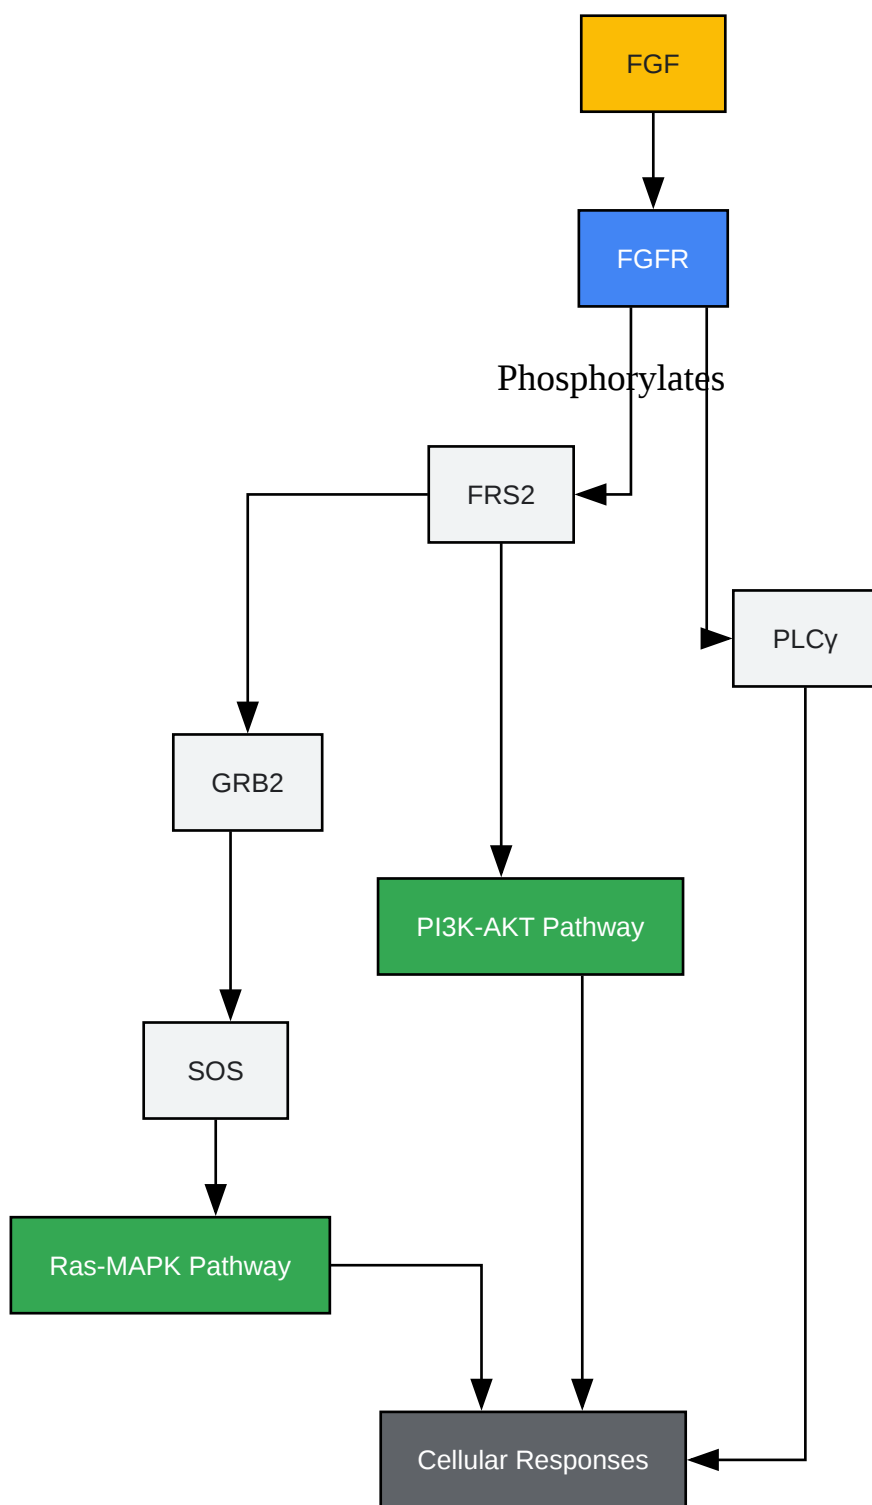 FGF
FGFR
Phosphorylates
FRS2
PLCγ
GRB2
PI3K-AKT Pathway
SOS
Ras-MAPK Pathway
Cellular Responses